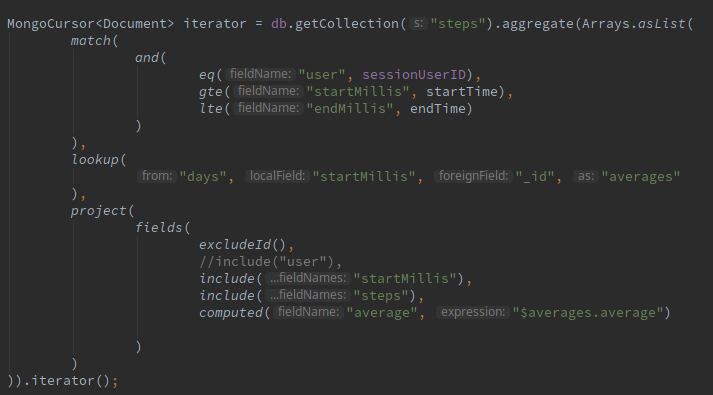 MongoCursor<Document> iterator = db.getCollection( s: "steps").aggregate(Arrays.asList(
match(
and(
eq( fieldName: "user", sessionUserID),
gte( fieldName: "startMillis", startTime),
lte( fieldName: "endMillis", endTime)
)
),
lookup(
from: "days", localField: "startMillis", foreignField: "_id", as: "averages"
),
project(
fields(
excludeId(),
//include("user"),
include( ...fieldNames: "startMillis"),
include( ...fieldNames: "steps"),
computed( fieldName: "average", expression: "$averages.average")
)
)
)).iterator();